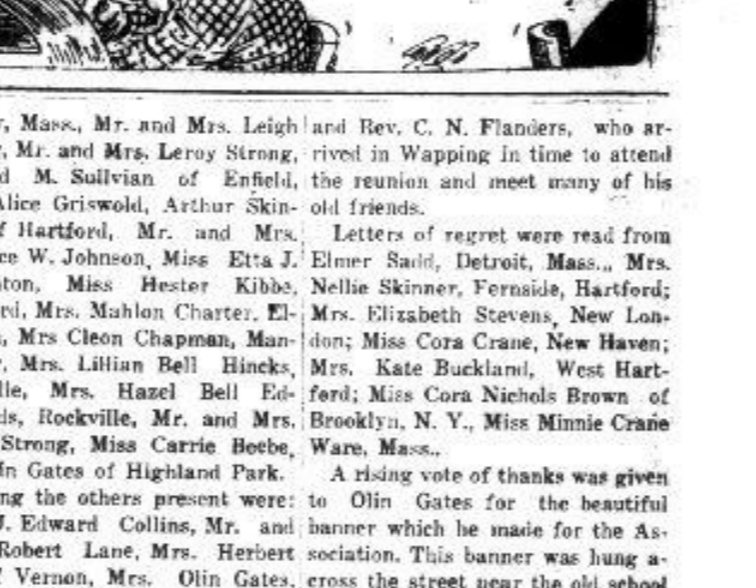 , Mass., Mr. and Mrs. Leigh
, Mr. and Mrs. Leroy Strong,
d M. Sullvian of Enfield,
Alice Griswold, Arthur Skin-
f Hartford, Mr. and Mrs.
ce W. Johnson, Miss Etta J.
ton, Miss Hester Kibbe,
rd, Mrs. Mahlon Charter, El-
, Mrs Cleon Chapman, Man-
, Mrs. Lillian Bell Hincks,
lle, Mrs. Hazel Bell Ed-
ds, Rockville, Mr. and Mrs.
Strong, Miss Carrie Beebe,
in Gates of Highland Park.
ng the others present were:
J. Edward Collins, Mr. and
Robert Lane, Mrs. Herbert
Vernon, Mrs. Olin Gates,
and Rev. C. N. Flanders, who ar-
rived in Wapping in time to attend
the reunion and meet many of his
old friends.
Letters of regret were read from
Elmer Sadd, Detroit, Mass.,. Mrs.
Nellie Skinner, Fernside, Hartford;
Mrs. Elizabeth Stevens, New Lon-
don; Miss Cora Crane, New Haven;
Mrs. Kate Buckland, West Hart-
ford; Miss Cora Nichols Brown of
Brooklyn, N. Y., Miss Minnie Crane
Ware, Mass.,.
A rising vote of thanks was given
to Olin Gates for the beautiful
banner which he made for the As-
sociation. This banner was hung a-
cross the street near the old school